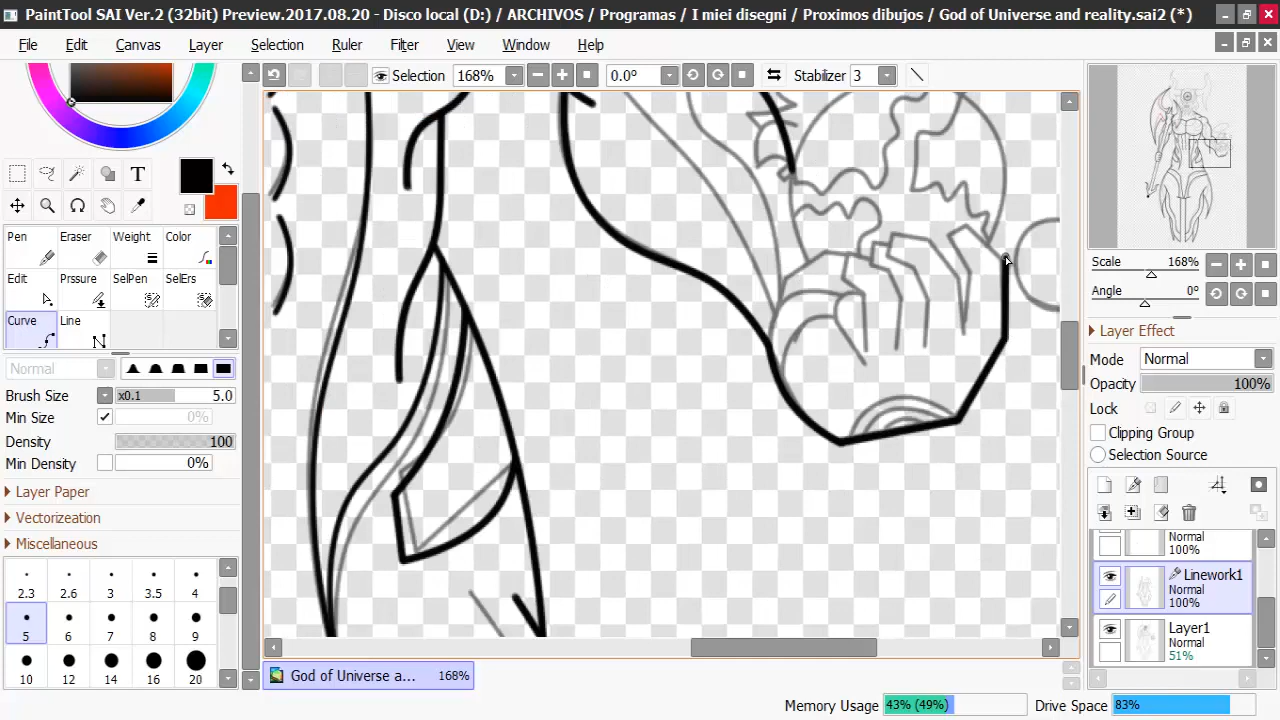 PaintTool SAI Ver.2 (32bit) Preview.2017.08.20 - Disco local (D:) / ARCHIVOS / Programas / I miei disegni / Proximos dibujos / God of Universe and reality.sai2 (*)
File Edit Canvas Layer Selection Ruler Filter View Window Help
Selection 168% 0.0° Stabilizer 3
T
Pen Eraser Weight Color
Edit Prssure SelPen SelErs
Curve Line
Normal
Brush Size x0.1 5.0
Min Size 0%
Density 100
Min Density 0%
Layer Paper
Vectorizeation
Miscellaneous
2.3 2.6 3 3.5 4
5 6 7 8 9
10 12 14 16 20
Scale 168%
Angle 0°
Layer Effect
Mode Normal
Opacity 100%
Lock
Clipping Group
Selection Source
Normal
100%
Linework1
Normal
100%
Layer1
Normal
51%
God of Universe a... 168%
Memory Usage 43% (49%) Drive Space 83%